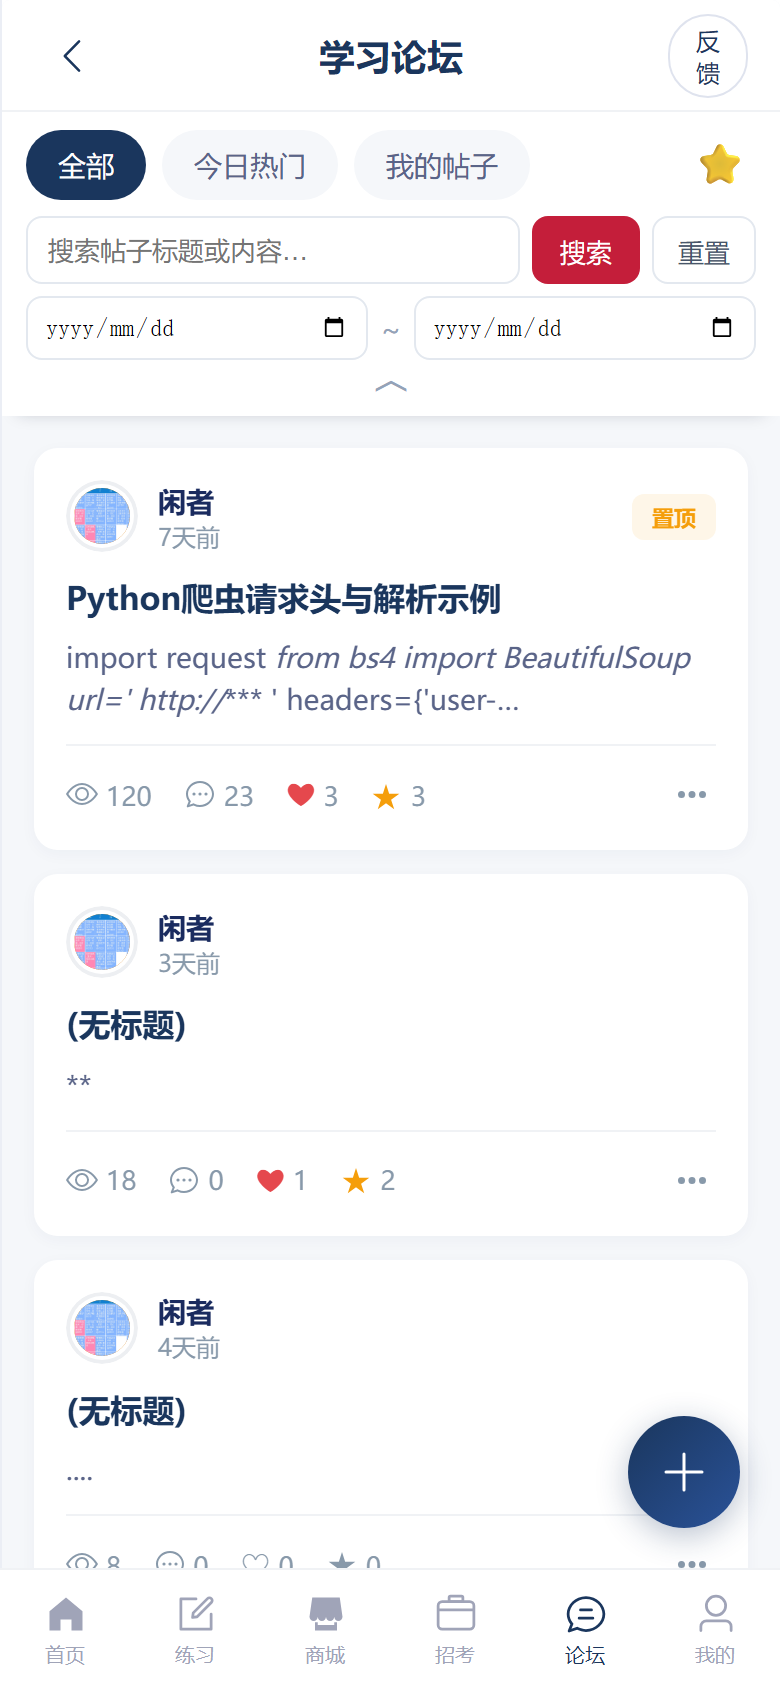 学习论坛
反
馈
全部 今日热门 我的帖子
搜索帖子标题或内容... 搜索 重置
yyyy/mm/dd ~ yyyy/mm/dd
闲者
7天前
置顶
Python爬虫请求头与解析示例
import request from bs4 import BeautifulSoup
url=' http://*** ' headers={'user-...
120 23 3 3
闲者
3天前
(无标题)
**
18 0 1 2
闲者
4天前
(无标题)
....
8 0 0 0
首页 练习 商城 招考 论坛 我的